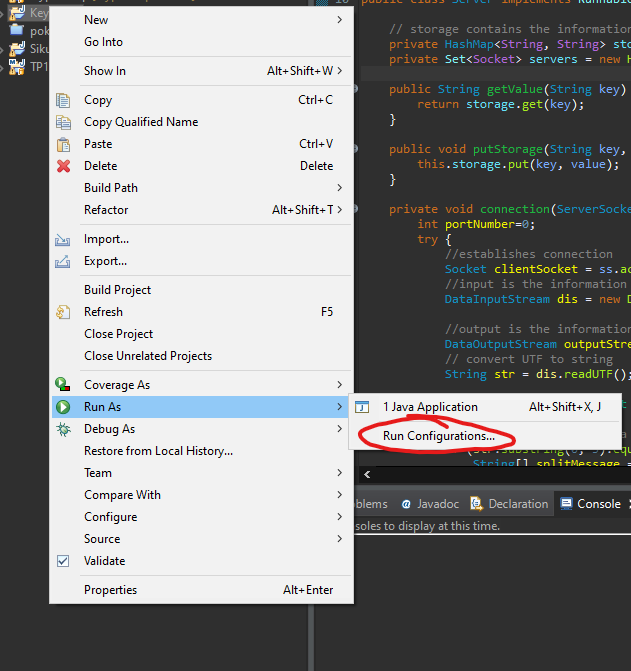 Key
pok
Siku
TP1
New
Go Into
Show In Alt+Shift+W
Copy Ctrl+C
Copy Qualified Name
Paste Ctrl+V
Delete Delete
Build Path
Refactor Alt+Shift+T
Import...
Export...
Build Project
Refresh F5
Close Project
Close Unrelated Projects
Coverage As
Run As
Debug As
Restore from Local History...
Team
Compare With
Configure
Source
Validate
Properties Alt+Enter
1 Java Application Alt+Shift+X, J
Run Configurations...
public class Server implements Runnab
// storage contains the information
private HashMap<String, String> sto
private Set<Socket> servers = new H
public String getValue(String key)
return storage.get(key);
}
public void putStorage(String key,
this.storage.put(key, value);
}
private void connection(ServerSocke
int portNumber=0;
try {
//establishes connection
Socket clientSocket = ss.ac
//input is the information
DataInputStream dis = new D
//output is the information
DataOutputStream outputStre
// convert UTF to string
String str = dis.readUTF();
String[] splitMessage =
oblems @ Javadoc Declaration Console
soles to display at this time.